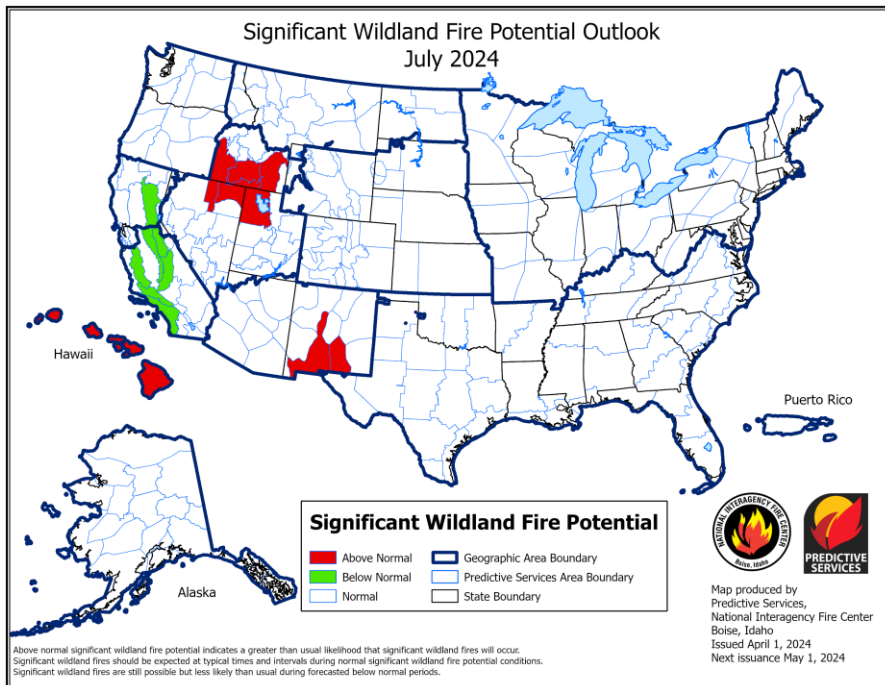 Significant Wildland Fire Potential Outlook
July 2024
Hawaii
Puerto Rico
Alaska
Significant Wildland Fire Potential
Above Normal
Below Normal
Normal
Geographic Area Boundary
Predictive Services Area Boundary
State Boundary
NATIONAL INTERAGENCY FIRE CENTER
Boise, Idaho
PREDICTIVE
SERVICES
Map produced by
Predictive Services,
National Interagency Fire Center
Boise, Idaho
Issued April 1, 2024
Next issuance May 1, 2024
Above normal significant wildland fire potential indicates a greater than usual likelihood that significant wildland fires will occur.
Significant wildland fires should be expected at typical times and intervals during normal significant wildland fire potential conditions.
Significant wildland fires are still possible but less likely than usual during forecasted below normal periods.